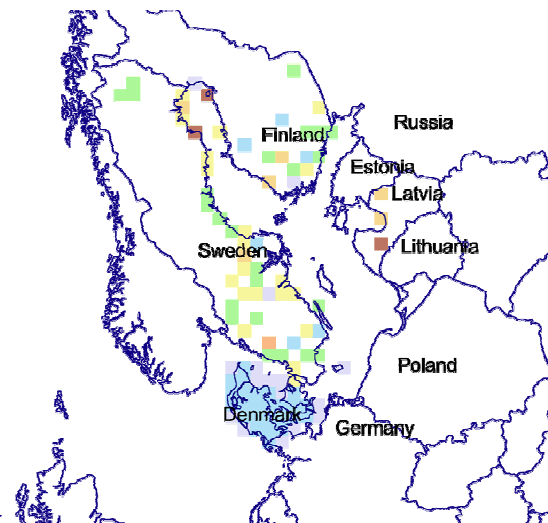 Russia
Finland
Estonia
Latvia
Sweden
Lithuania
Poland
Denmark
Germany